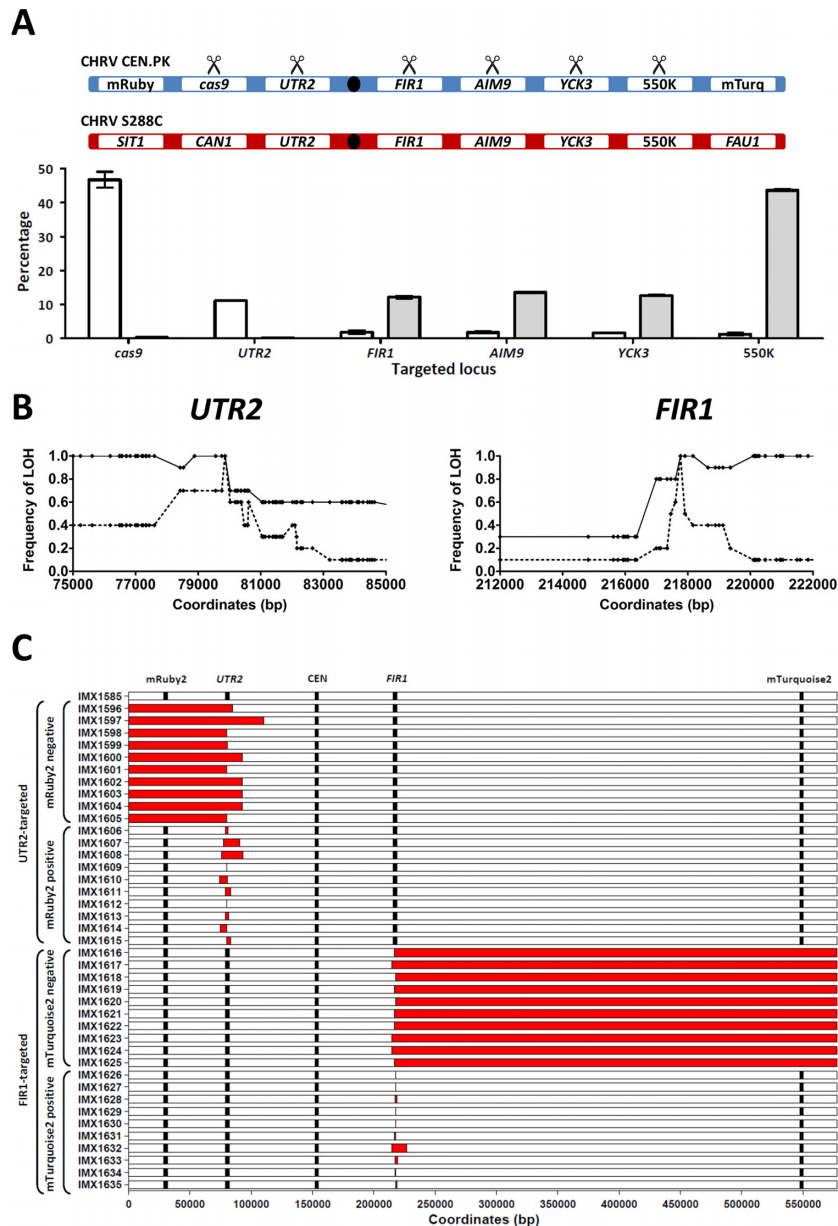 A
CHRV CEN.PK
mRuby cas9 UTR2 FIR1 AIM9 YCK3 550K mTurq
CHRV S288C
SIT1 CAN1 UTR2 FIR1 AIM9 YCK3 550K FAU1
Percentage
50
40
30
20
10
0
cas9 UTR2 FIR1 AIM9 YCK3 550K
Targeted locus
B
UTR2
Frequency of LOH
1.0
0.8
0.6
0.4
0.2
0.0
75000 77000 79000 81000 83000 85000
Coordinates (bp)
FIR1
Frequency of LOH
1.0
0.8
0.6
0.4
0.2
0.0
212000 214000 216000 218000 220000 222000
Coordinates (bp)
C
mRuby2 UTR2 CEN FIR1 mTurquoise2
UTR2-targeted
mRuby2 negative
mRuby2 positive
FIR1-targeted
mTurquoise2 negative
mTurquoise2 positive
IMX1585
IMX1596
IMX1597
IMX1598
IMX1599
IMX1600
IMX1601
IMX1602
IMX1603
IMX1604
IMX1605
IMX1606
IMX1607
IMX1608
IMX1609
IMX1610
IMX1611
IMX1612
IMX1613
IMX1614
IMX1615
IMX1616
IMX1617
IMX1618
IMX1619
IMX1620
IMX1621
IMX1622
IMX1623
IMX1624
IMX1625
IMX1626
IMX1627
IMX1628
IMX1629
IMX1630
IMX1631
IMX1632
IMX1633
IMX1634
IMX1635
0 50000 100000 150000 200000 250000 300000 350000 400000 450000 500000 550000
Coordinates (bp)